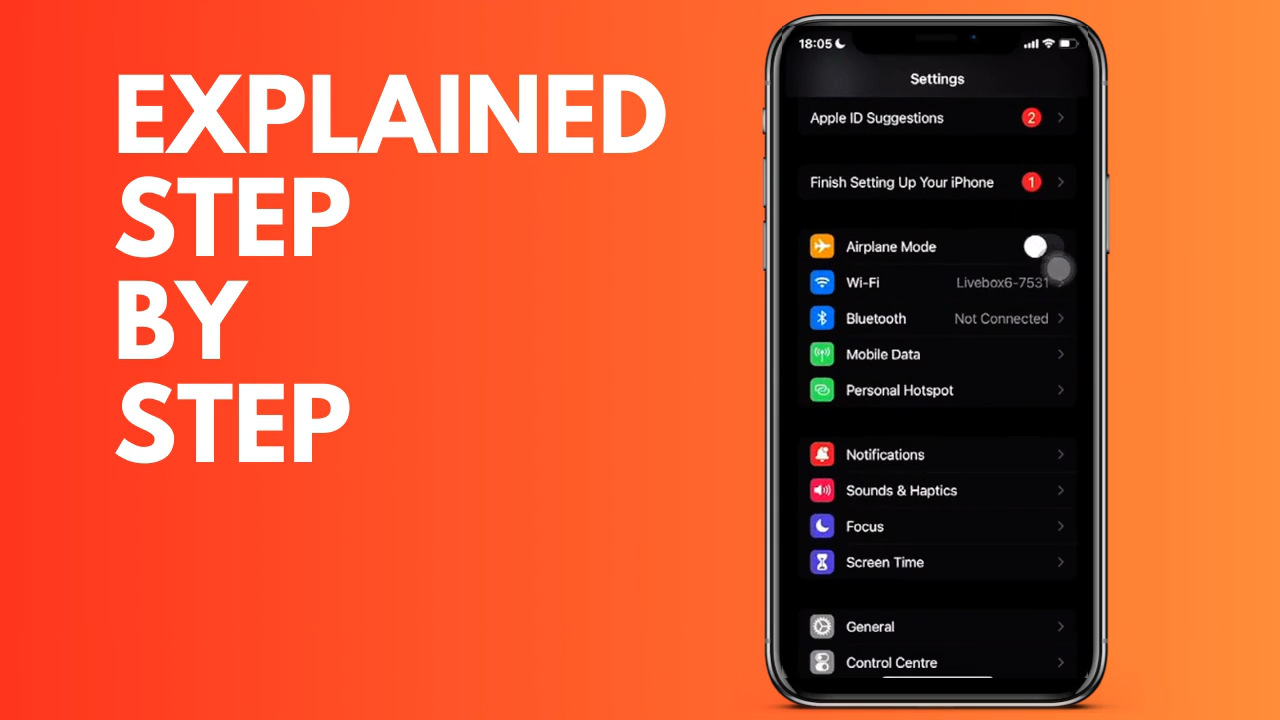 EXPLAINED
STEP
BY
STEP
18:05
Settings
Apple ID Suggestions 2
Finish Setting Up Your iPhone 1
Airplane Mode
Wi-Fi Livebox6-7531
Bluetooth Not Connected
Mobile Data
Personal Hotspot
Notifications
Sounds & Haptics
Focus
Screen Time
General
Control Centre